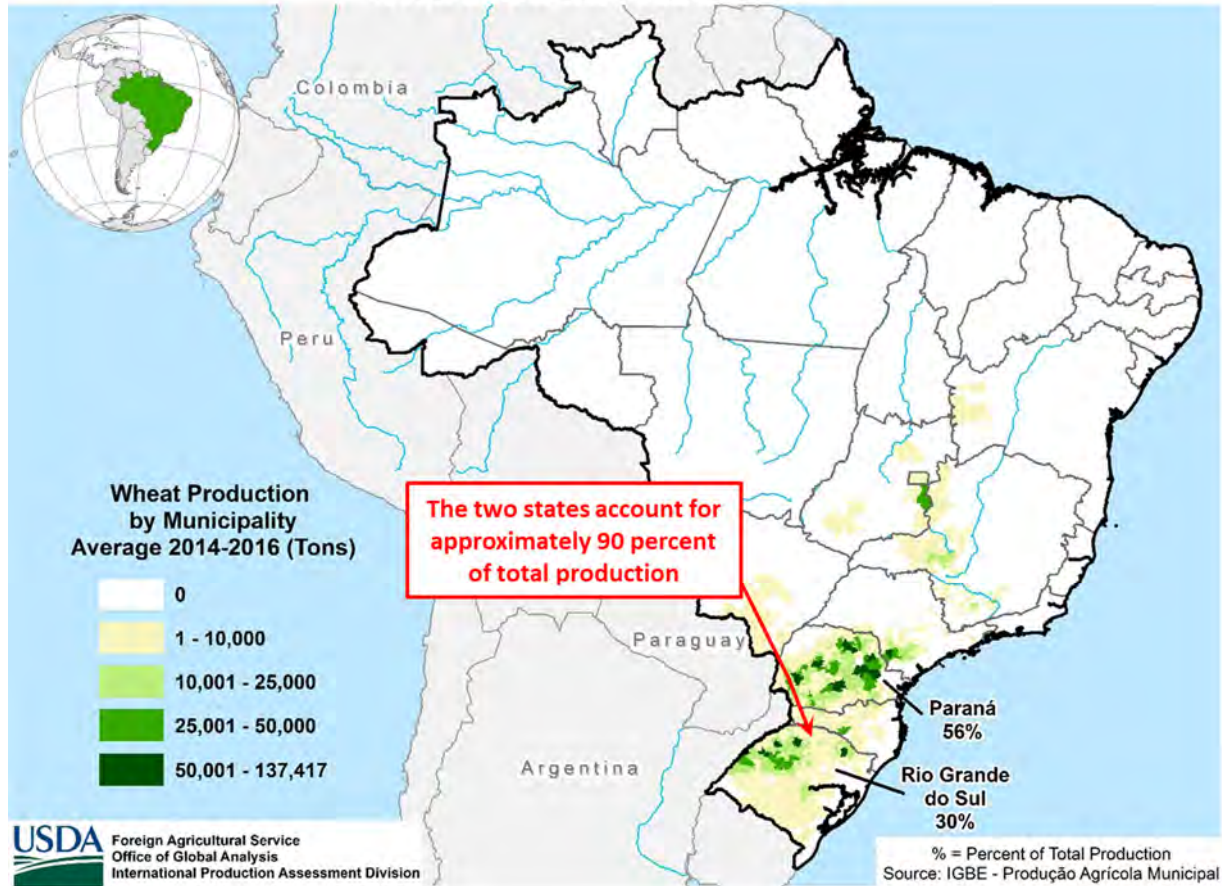 Colombia
Peru
Wheat Production
by Municipality
Average 2014-2016 (Tons)
0
1 - 10,000
10,001 - 25,000
25,001 - 50,000
50,001 - 137,417
The two states account for
approximately 90 percent
of total production
Paraguay
Argentina
Paraná
56%
Rio Grande
do Sul
30%
USDA
Foreign Agricultural Service
Office of Global Analysis
International Production Assessment Division
% = Percent of Total Production
Source: IGBE - Produção Agrícola Municipal